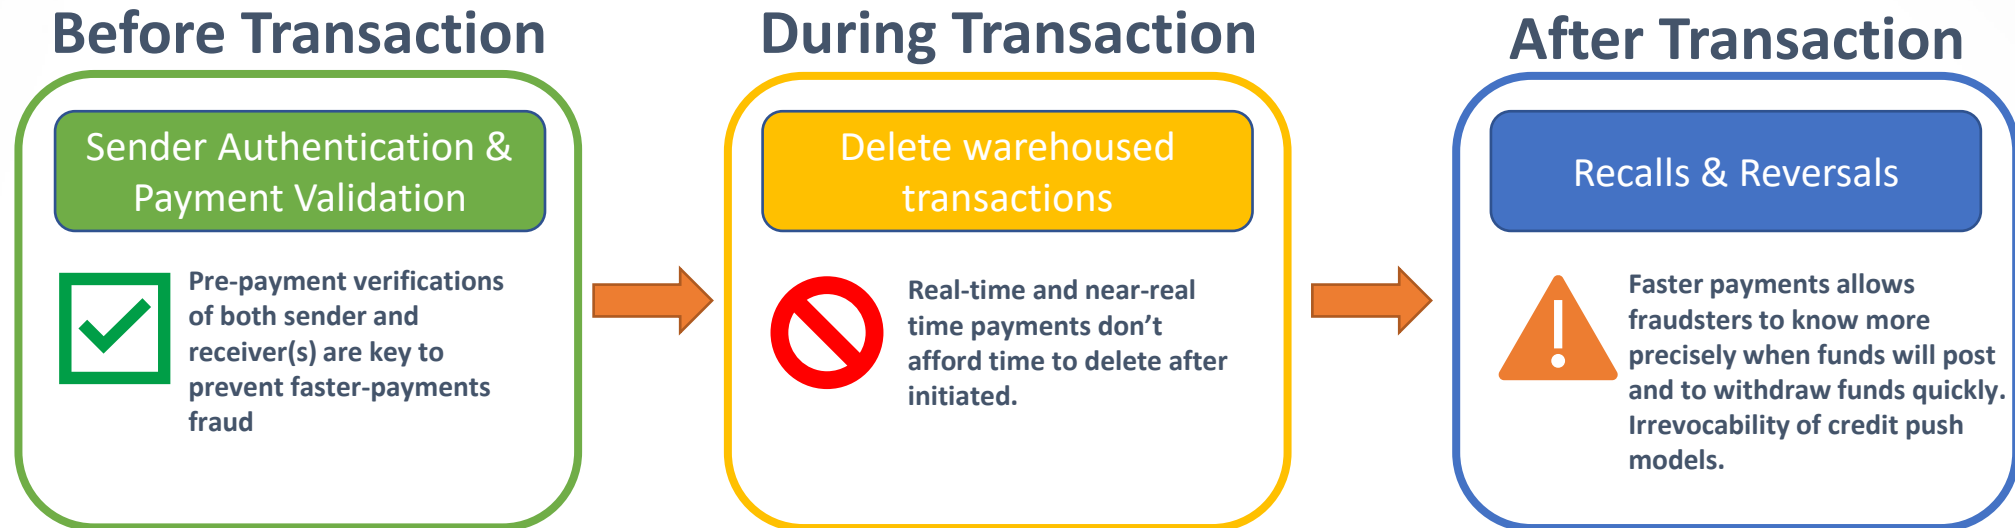 Before Transaction
Sender Authentication &
Payment Validation
Pre-payment verifications
of both sender and
receiver(s) are key to
prevent faster-payments
fraud
During Transaction
Delete warehoused
transactions
Real-time and near-real
time payments don’t
afford time to delete after
initiated.
After Transaction
Recalls & Reversals
Faster payments allows
fraudsters to know more
precisely when funds will post
and to withdraw funds quickly.
Irrevocability of credit push
models.